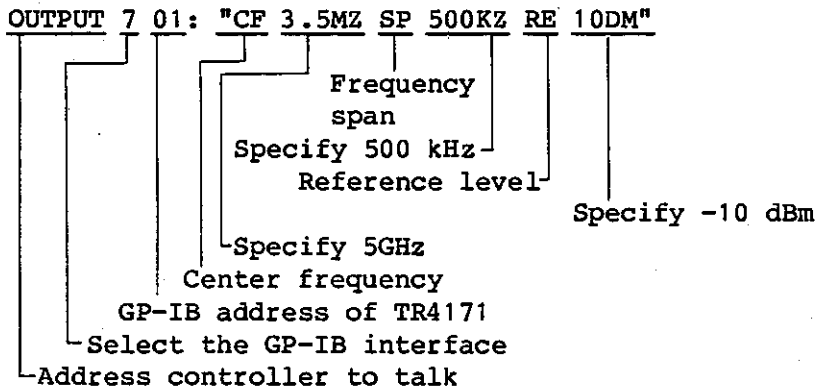 OUTPUT 7 01: "CF 3.5MZ SP 500KZ RE 10DM"
Frequency
span
Specify 500 kHz
Reference level
Specify -10 dBm
Specify 5GHz
Center frequency
GP-IB address of TR4171
Select the GP-IB interface
Address controller to talk